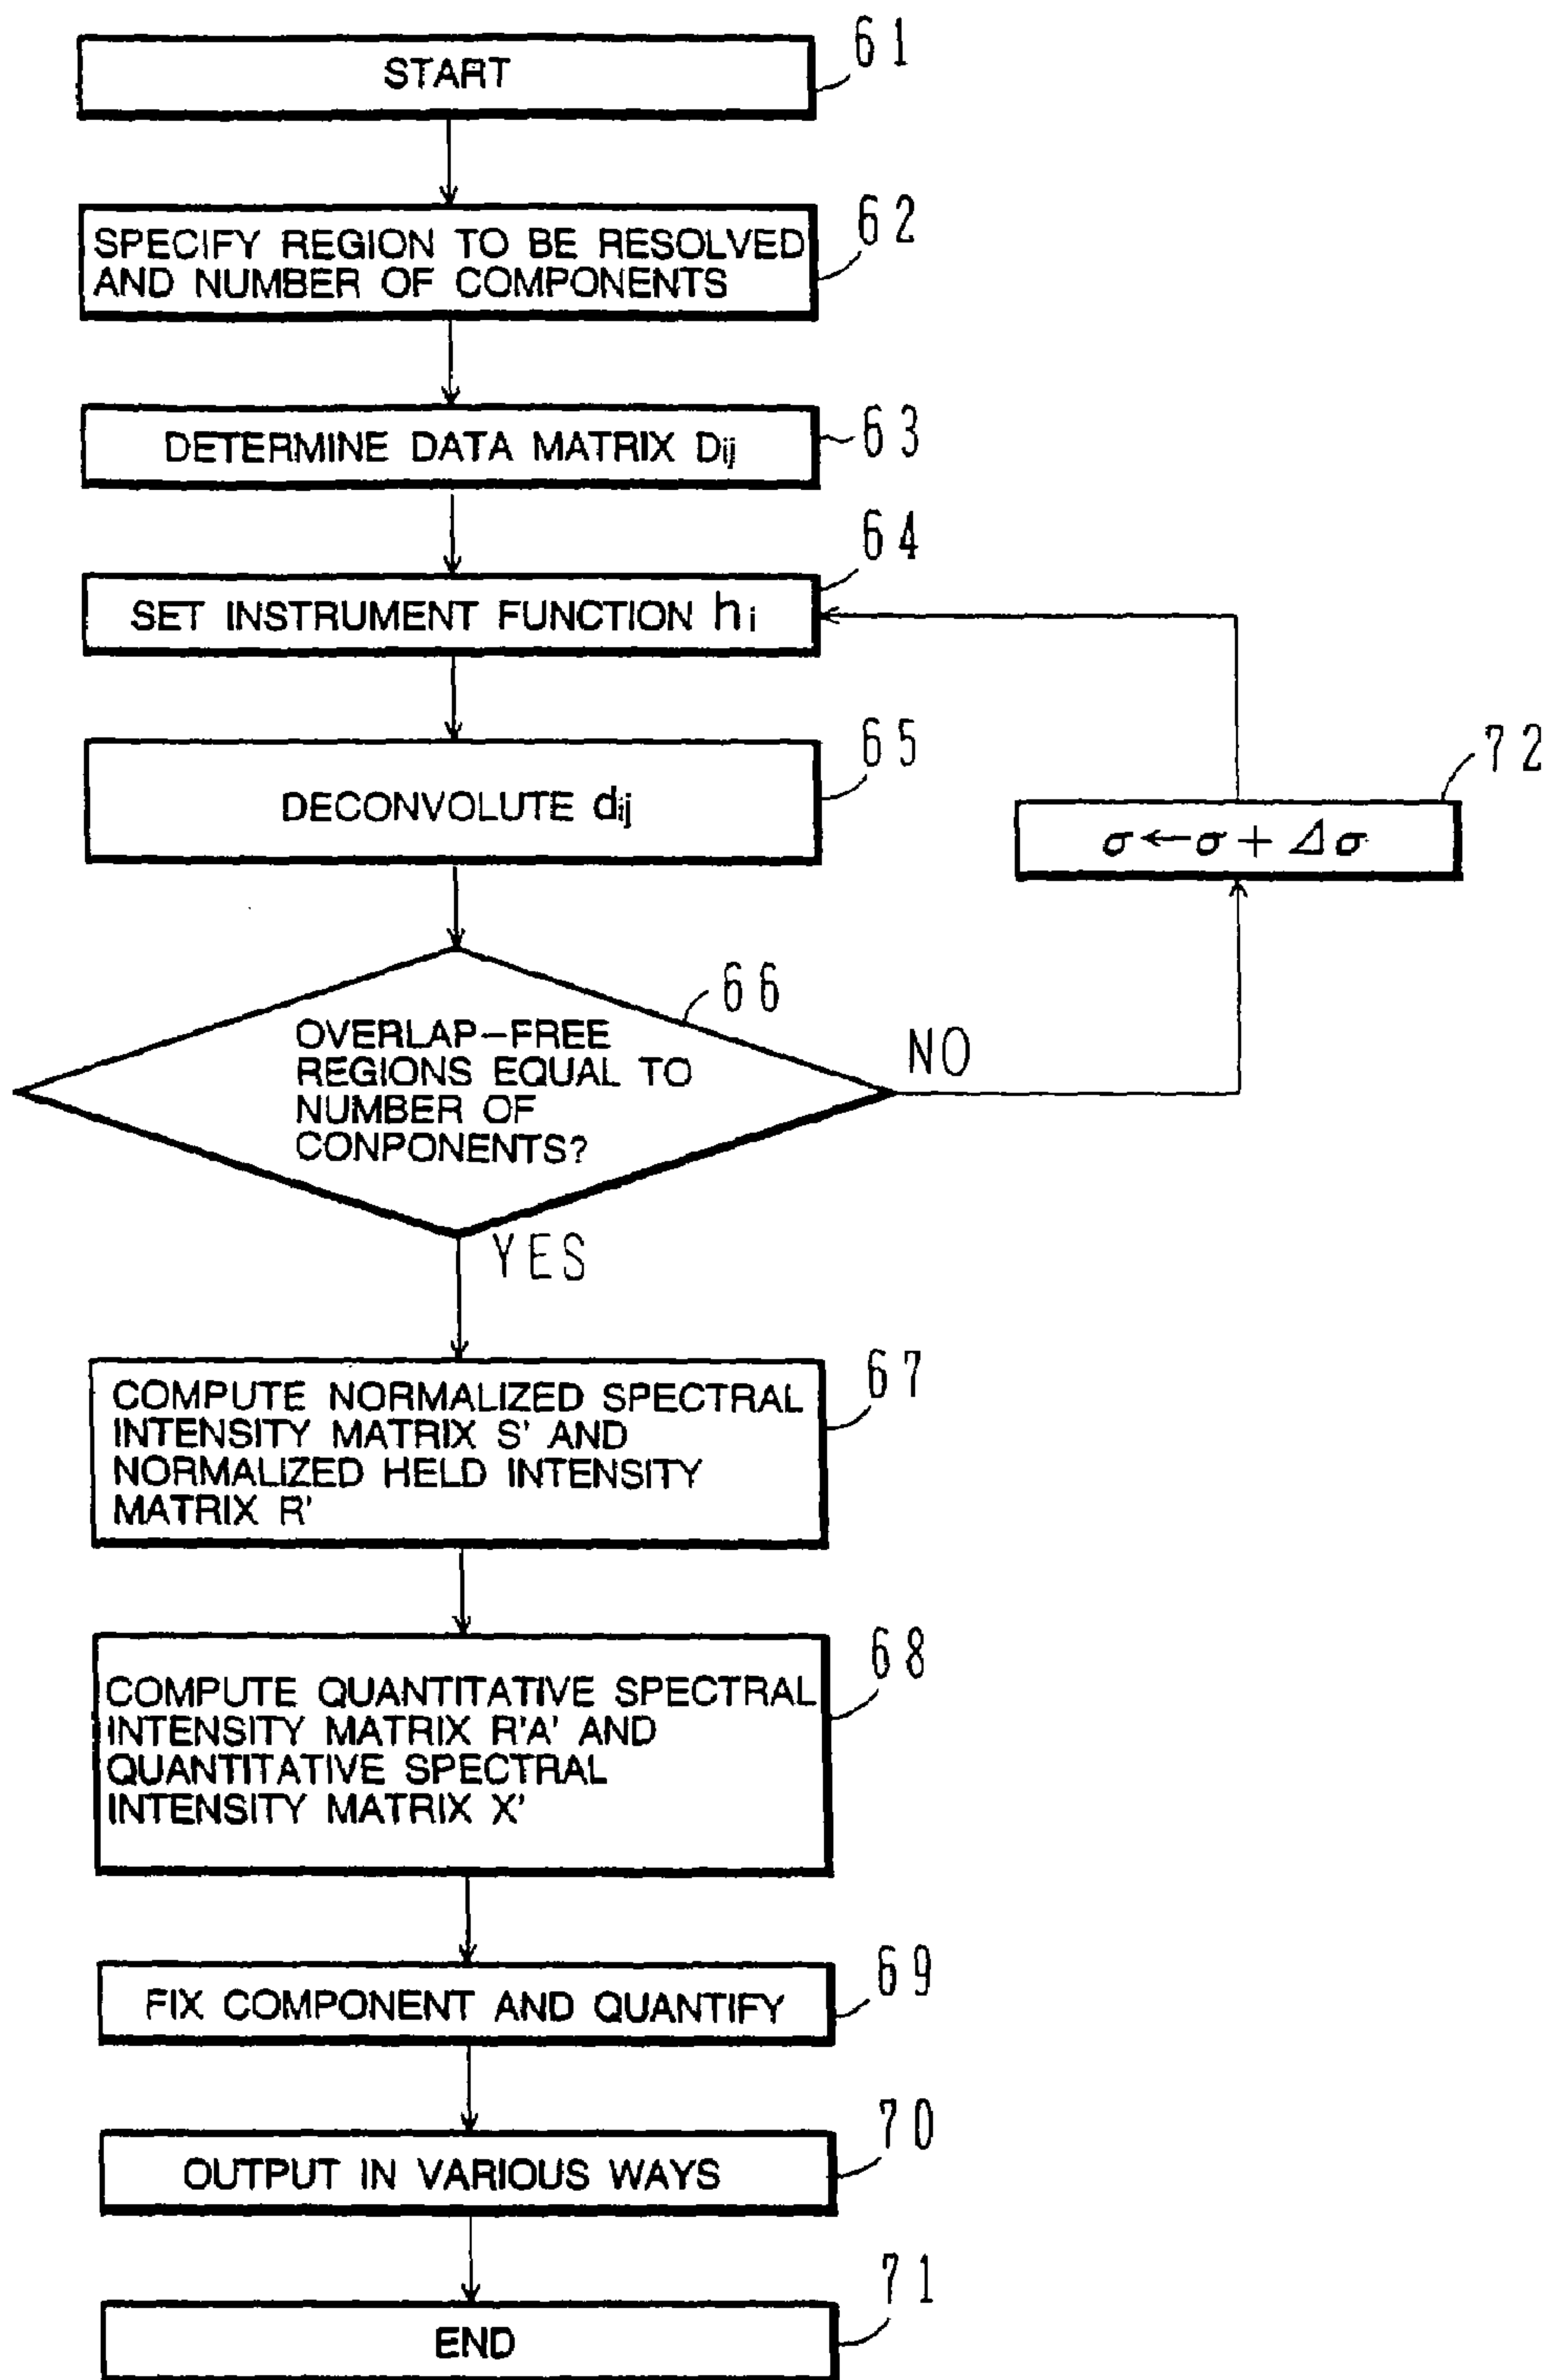 START
61
SPECIFY REGION TO BE RESOLVED
AND NUMBER OF COMPONENTS
62
DETERMINE DATA MATRIX Dij
63
SET INSTRUMENT FUNCTION hi
64
DECONVOLUTE dij
65
σ←σ + Δσ
72
OVERLAP-FREE
REGIONS EQUAL TO
NUMBER OF
CONPONENTS?
66
NO
YES
COMPUTE NORMALIZED SPECTRAL
INTENSITY MATRIX S' AND
NORMALIZED HELD INTENSITY
MATRIX R'
67
COMPUTE QUANTITATIVE SPECTRAL
INTENSITY MATRIX R'A' AND
QUANTITATIVE SPECTRAL
INTENSITY MATRIX X'
68
FIX COMPONENT AND QUANTIFY
69
OUTPUT IN VARIOUS WAYS
70
END
71